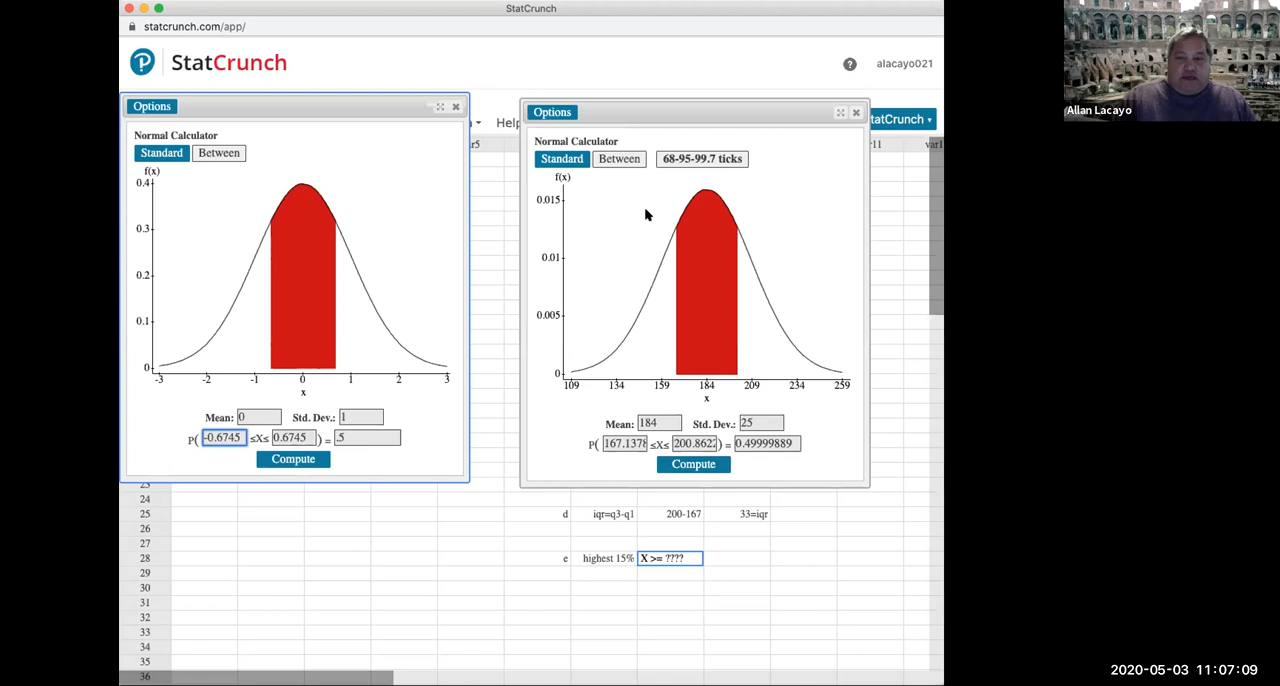 StatCrunch
statcrunch.com/app/
StatCrunch
? alacayo021
Options
Normal Calculator
Standard Between
f(x)
0.4
0.3
0.2
0.1
0
-3 -2 -1 0 1 2 3
x
Mean: 0 Std. Dev.: 1
P( -0.6745 ≤X≤ 0.6745 ) = .5
Compute
Help
tatCrunch
r5
var11
Options
Normal Calculator
Standard Between 68-95-99.7 ticks
f(x)
0.015
0.01
0.005
0
109 134 159 184 209 234 259
x
Mean: 184 Std. Dev.: 25
P( 167.1378 ≤X≤ 200.8622 ) = 0.49999889
Compute
23
24
25 d iqr=q3-q1 200-167 33=iqr
26
27
28 e highest 15% X >= ????
29
30
31
32
33
34
35
36
Allan Lacayo
2020-05-03 11:07:09